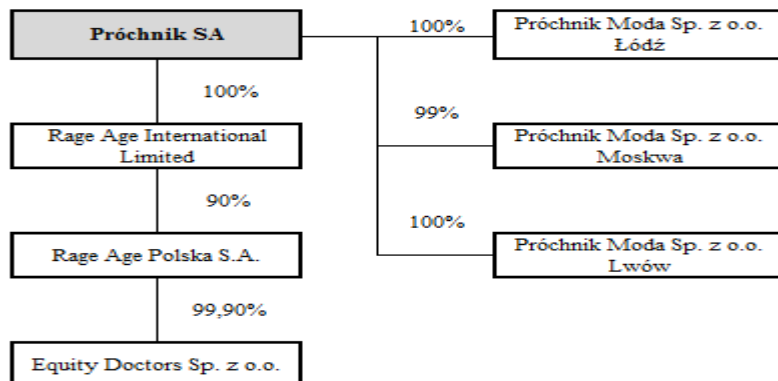 Próchnik SA
100%
Próchnik Moda Sp. z o.o.
Łódź
100%
99%
Rage Age International
Limited
Próchnik Moda Sp. z o.o.
Moskwa
90%
100%
Rage Age Polska S.A.
Próchnik Moda Sp. z o.o.
Lwów
99,90%
Equity Doctors Sp. z o.o.